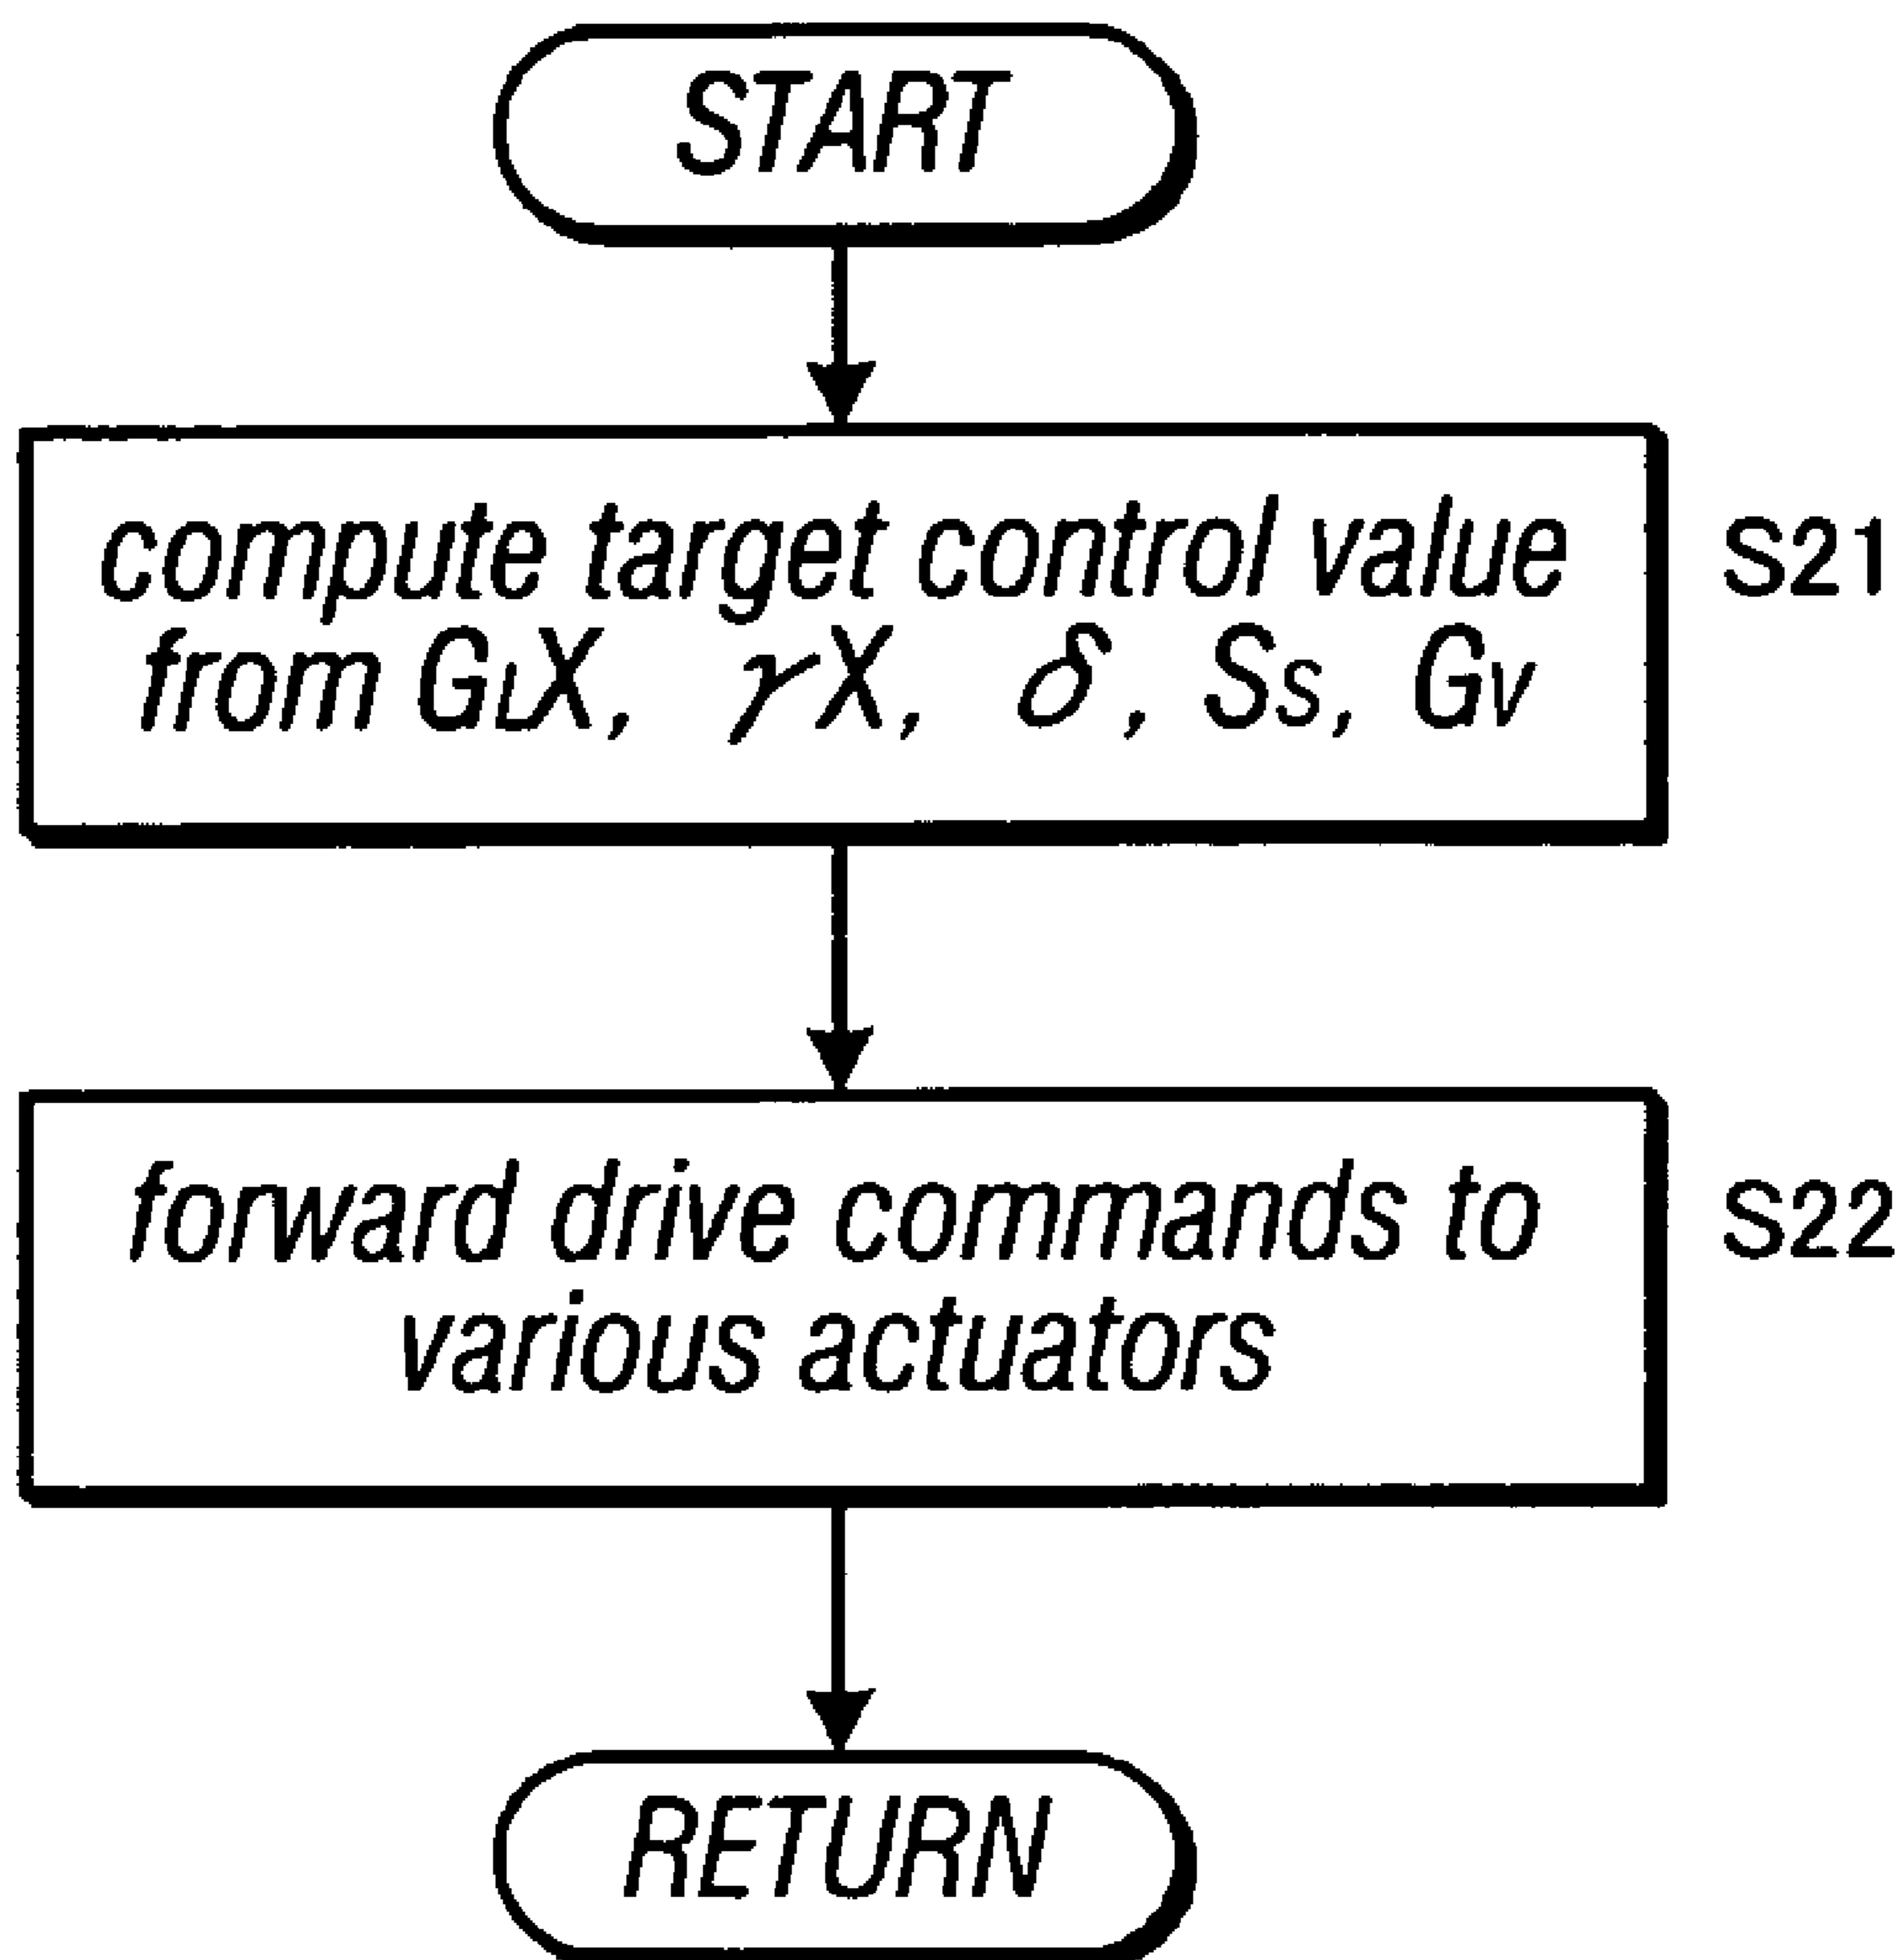 START
compute target control value
from GLX, γX, δ, Ss, Gv
S21
forward drive commands to
various actuators
S22
RETURN